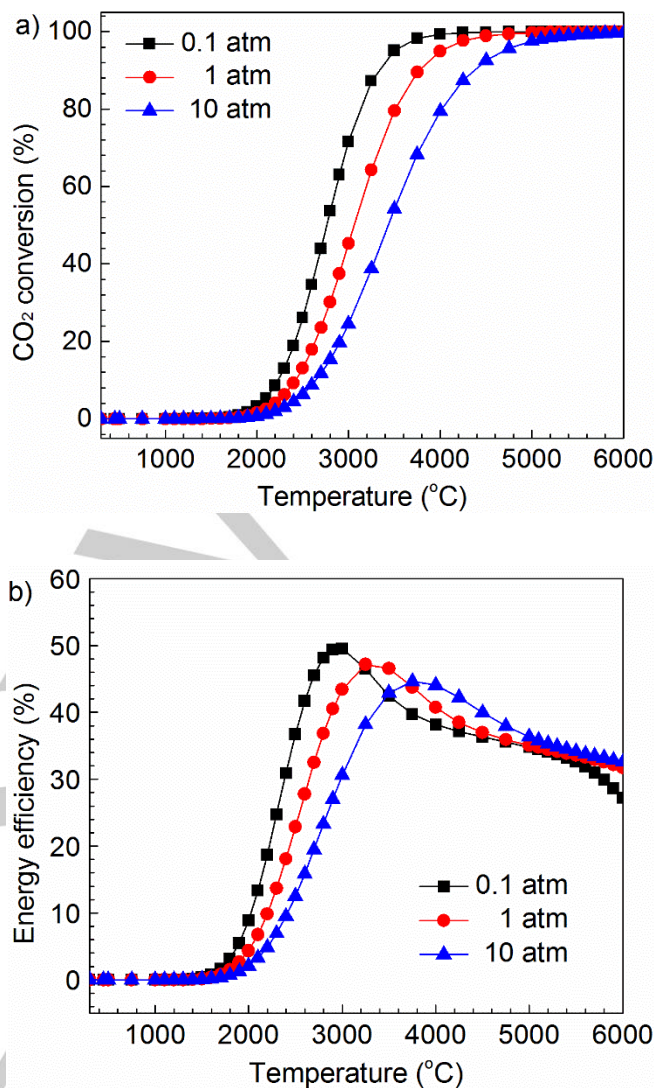 a)
100
80
60
40
20
0
CO₂ conversion (%)
0.1 atm
1 atm
10 atm
1000 2000 3000 4000 5000 6000
Temperature (°C)
b)
60
50
40
30
20
10
0
Energy efficiency (%)
0.1 atm
1 atm
10 atm
1000 2000 3000 4000 5000 6000
Temperature (°C)